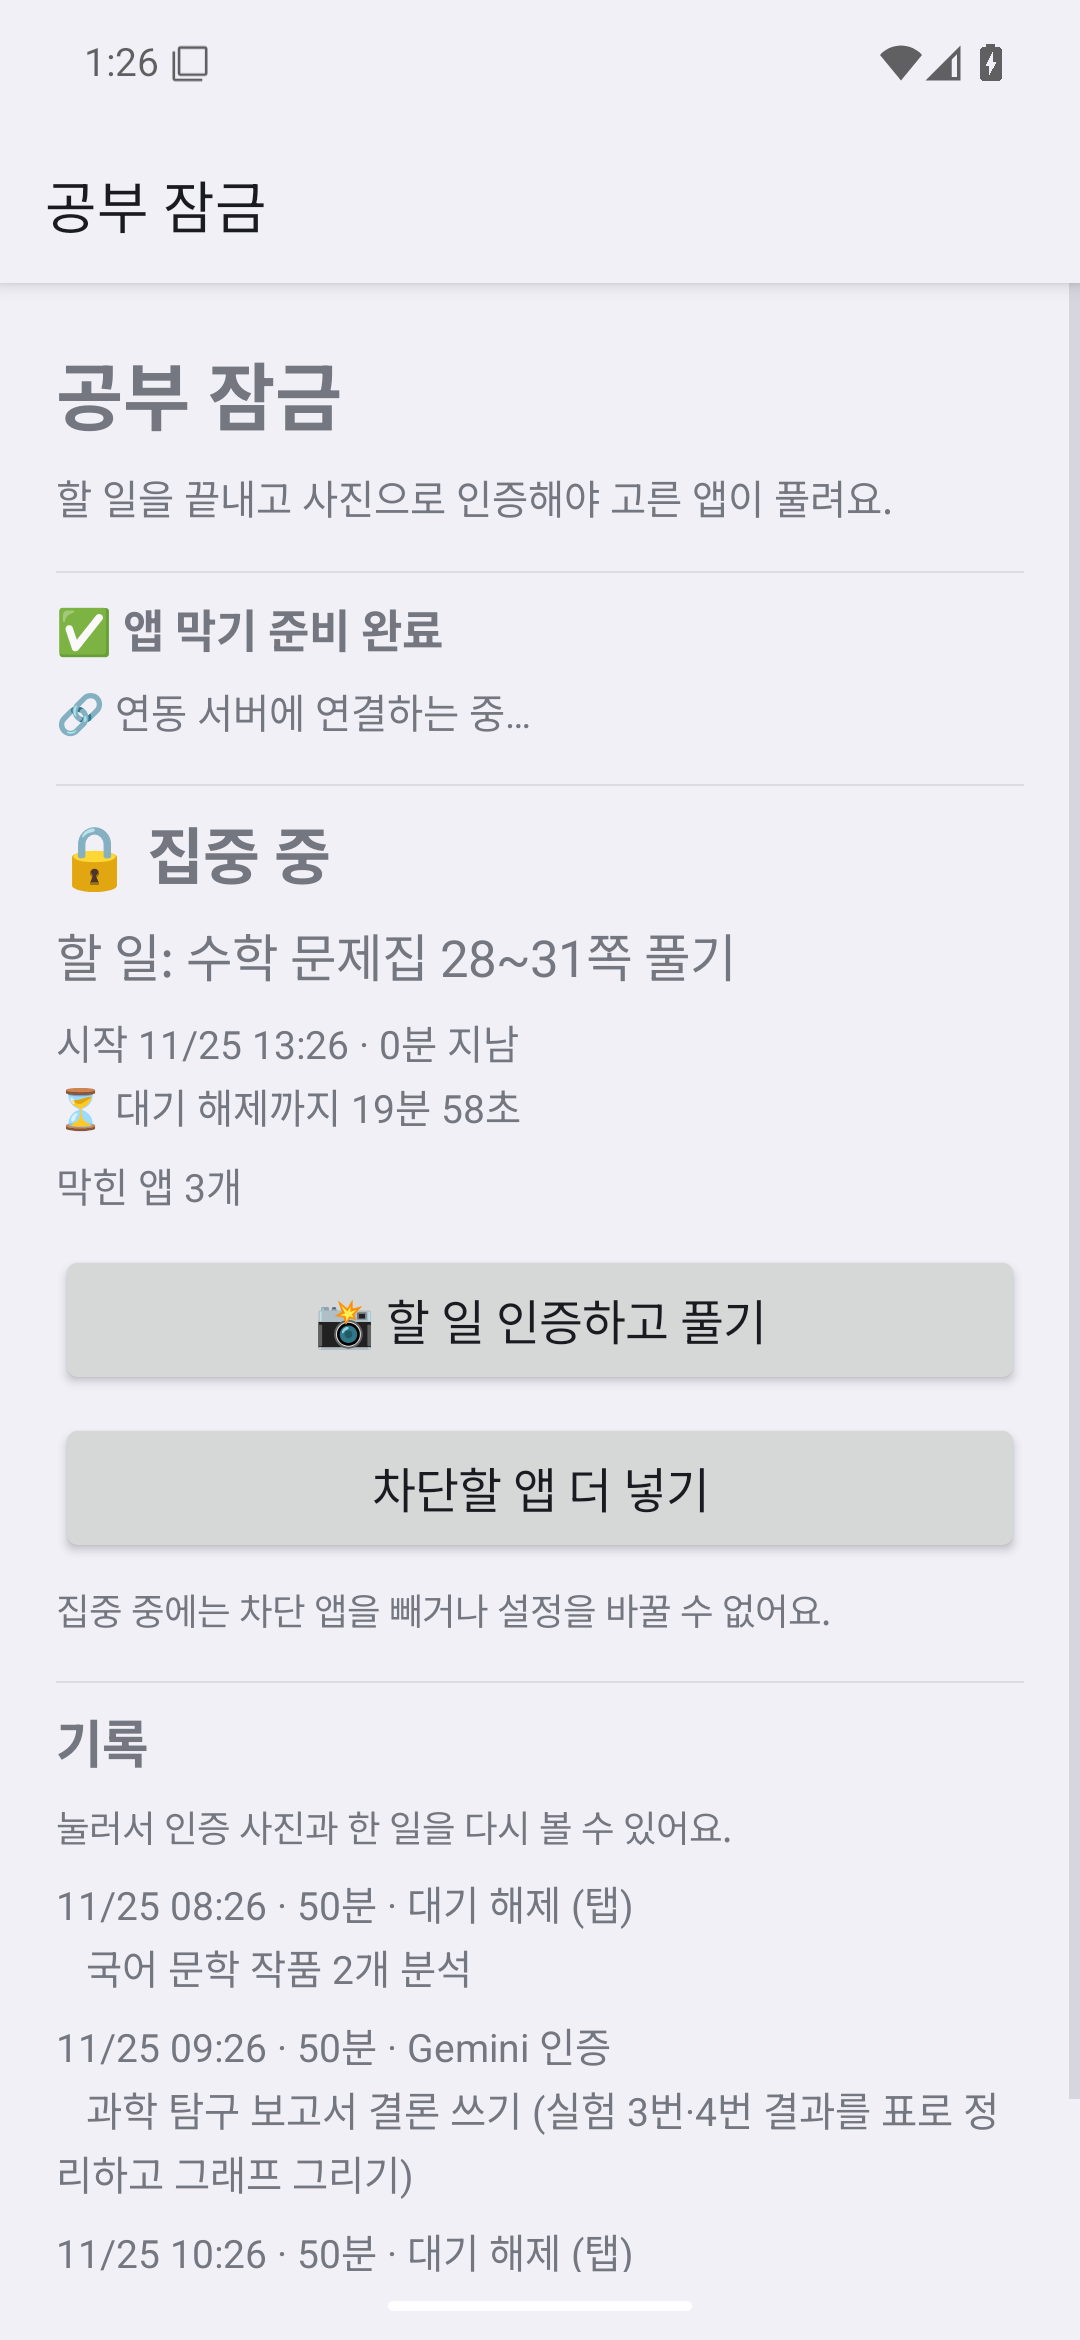 1:26
공부 잠금
공부 잠금
할 일을 끝내고 사진으로 인증해야 고른 앱이 풀려요.
✅ 앱 막기 준비 완료
🔗 연동 서버에 연결하는 중…
🔒 집중 중
할 일: 수학 문제집 28~31쪽 풀기
시작 11/25 13:26 · 0분 지남
⏳ 대기 해제까지 19분 58초
막힌 앱 3개
📸 할 일 인증하고 풀기
차단할 앱 더 넣기
집중 중에는 차단 앱을 빼거나 설정을 바꿀 수 없어요.
기록
눌러서 인증 사진과 한 일을 다시 볼 수 있어요.
11/25 08:26 · 50분 · 대기 해제 (탭)
국어 문학 작품 2개 분석
11/25 09:26 · 50분 · Gemini 인증
과학 탐구 보고서 결론 쓰기 (실험 3번·4번 결과를 표로 정
리하고 그래프 그리기)
11/25 10:26 · 50분 · 대기 해제 (탭)